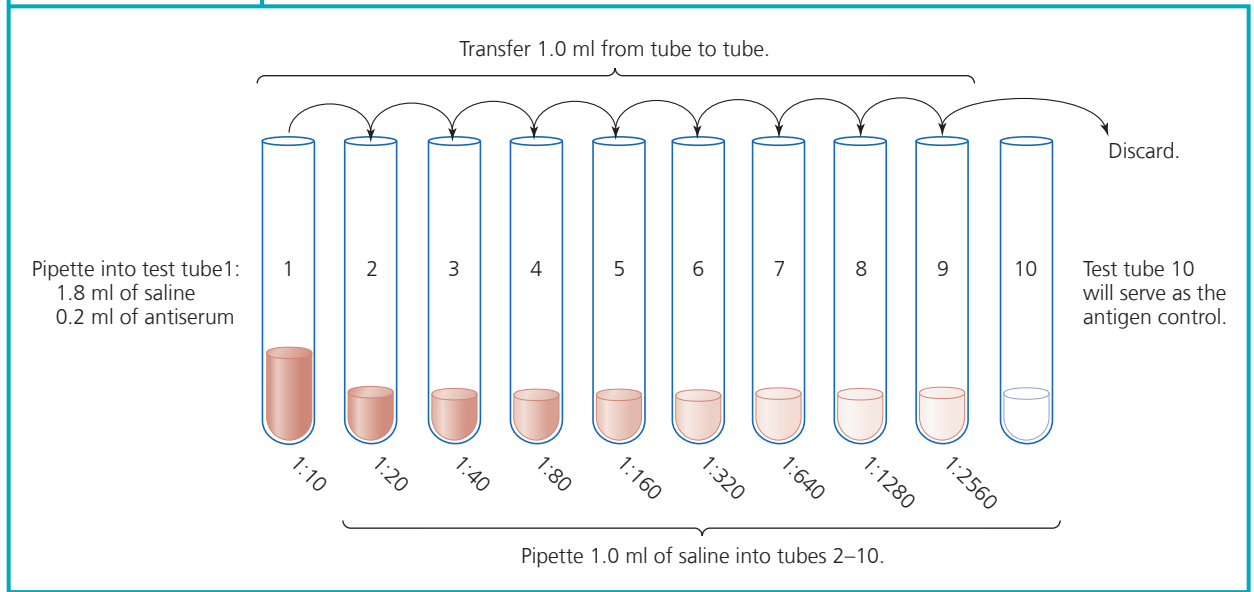 Transfer 1.0 ml from tube to tube.
Discard.
Pipette into test tube1:
1.8 ml of saline
0.2 ml of antiserum
1
2
3
4
5
6
7
8
9
10
Test tube 10
will serve as the
antigen control.
1:10
1:20
1:40
1:80
1:160
1:320
1:640
1:1280
1:2560
Pipette 1.0 ml of saline into tubes 2–10.